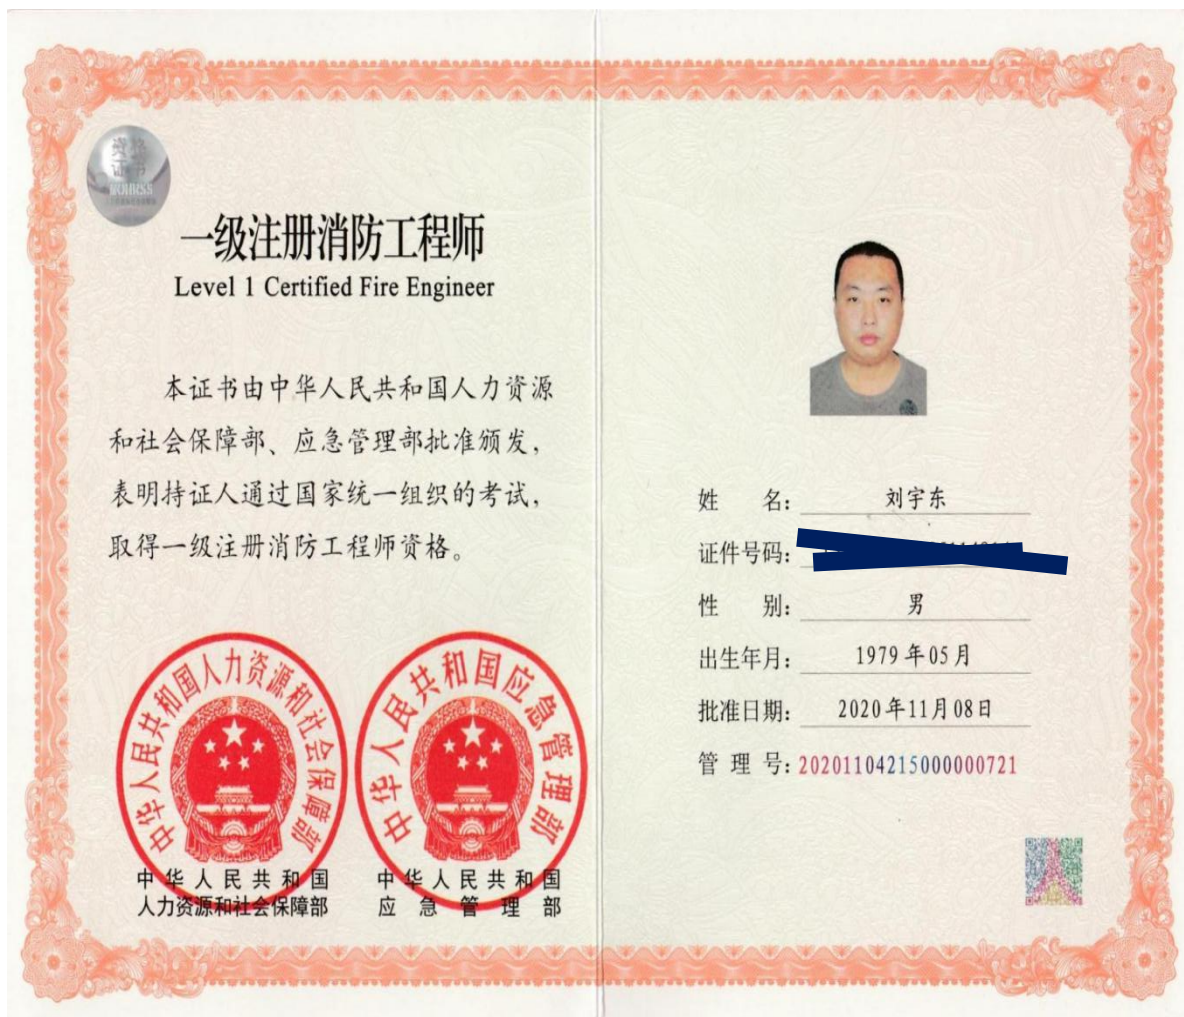 资格
证书
MOHRSS
一级注册消防工程师
Level 1 Certified Fire Engineer
本证书由中华人民共和国人力资源
和社会保障部、应急管理部批准颁发，
表明持证人通过国家统一组织的考试，
取得一级注册消防工程师资格。
中华人民共和国人力资源和社会保障部
中华人民共和国应急管理部
中华人民共和国
人力资源和社会保障部
中华人民共和国
应急管理部
姓 名： 刘宇东
证件号码：
性 别： 男
出生年月： 1979年05月
批准日期： 2020年11月08日
管 理 号：20201104215000000721